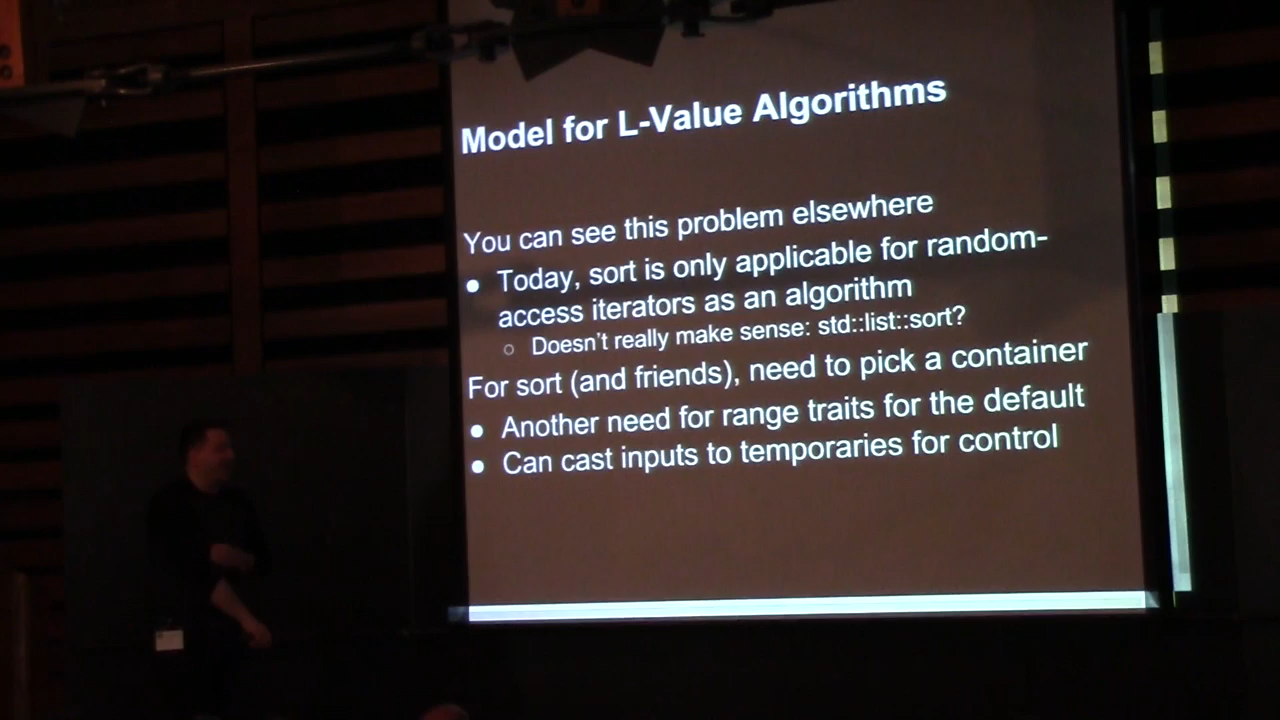 Model for L-Value Algorithms
You can see this problem elsewhere
● Today, sort is only applicable for random-
access iterators as an algorithm
○ Doesn't really make sense: std::list::sort?
For sort (and friends), need to pick a container
● Another need for range traits for the default
● Can cast inputs to temporaries for control